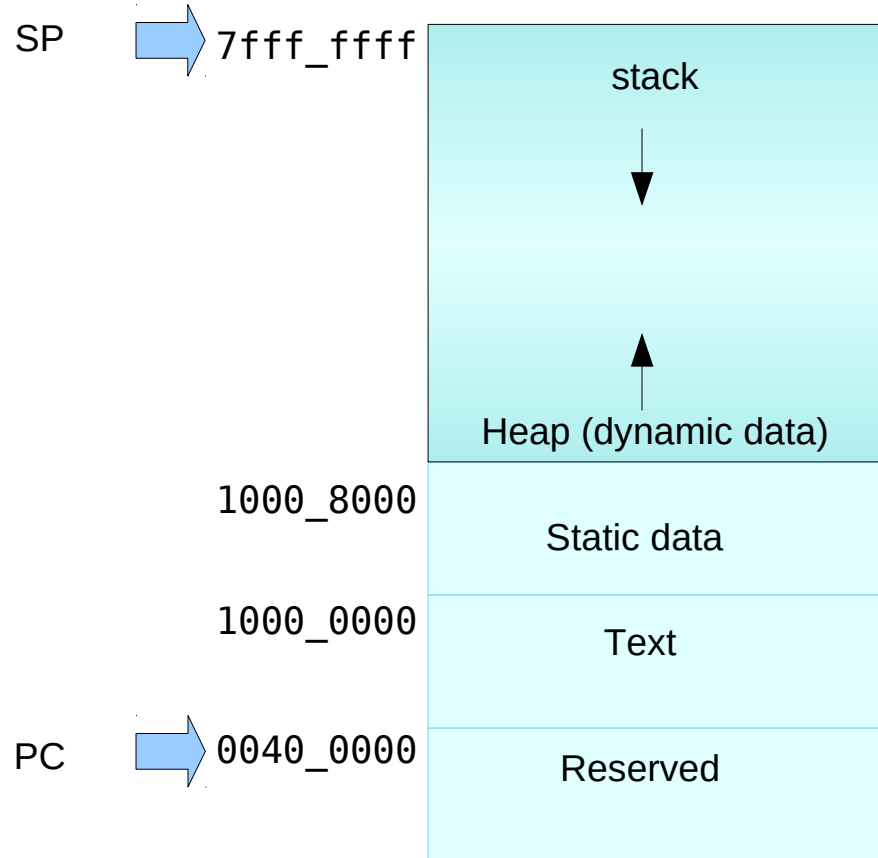 SP
7fff_ffff
stack
Heap (dynamic data)
1000_8000
Static data
1000_0000
Text
PC
0040_0000
Reserved